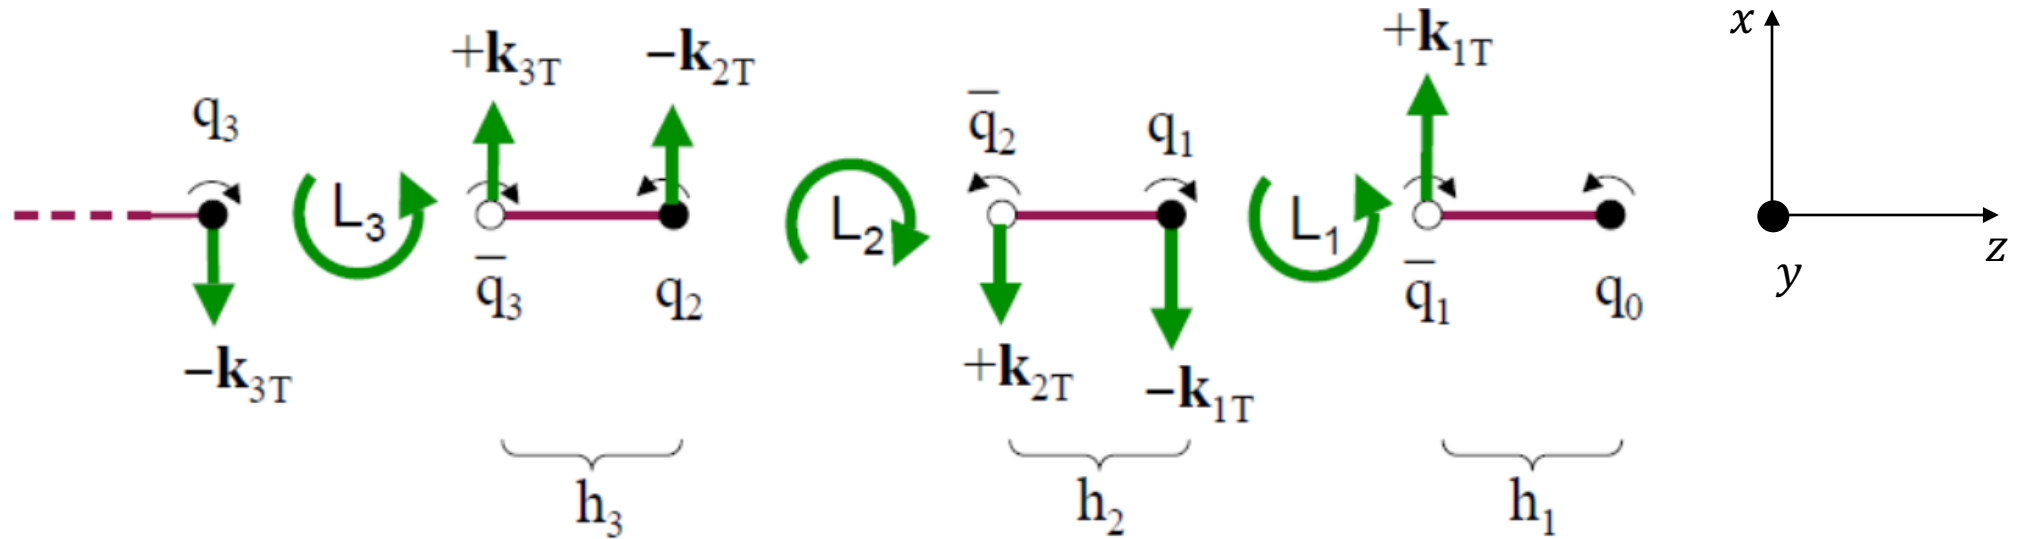 +k₃T
−k₂T
+k₁T
x
q₃
q̅₂
q₁
L₃
L₂
L₁
q̅₃
q₂
q̅₁
q₀
z
y
−k₃T
+k₂T
−k₁T
h₃
h₂
h₁